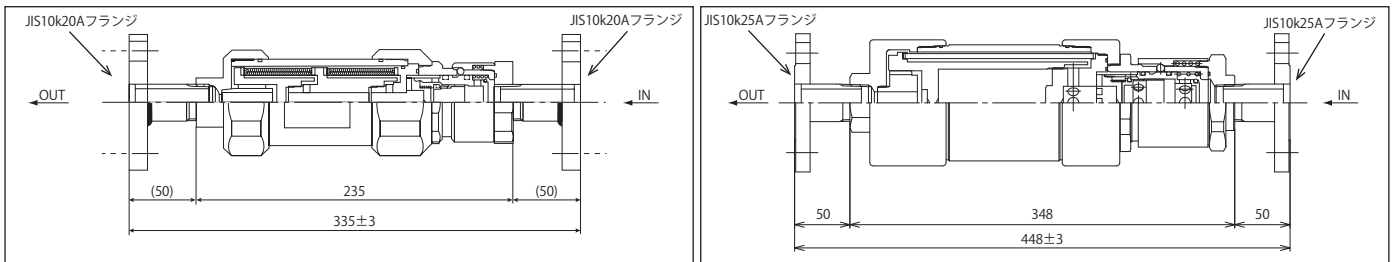 JIS10k20Aフランジ
JIS10k20Aフランジ
OUT
IN
(50)
235
(50)
335±3
JIS10k25Aフランジ
JIS10k25Aフランジ
OUT
IN
50
348
50
448±3